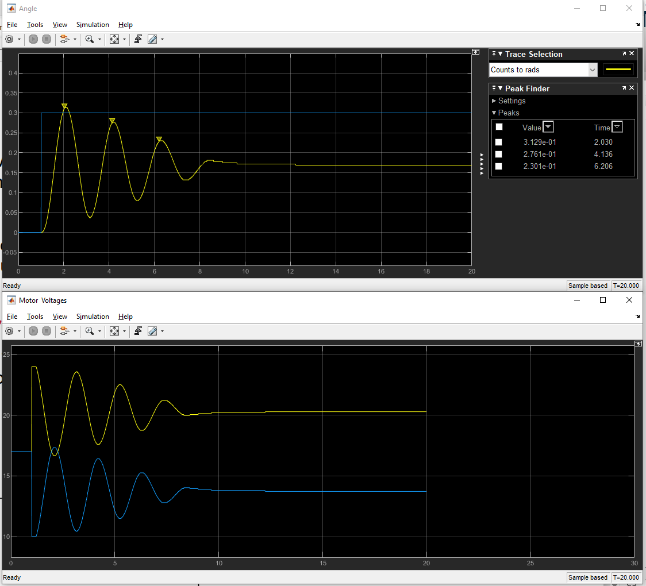 Angle
File Tools View Simulation Help
Trace Selection
Counts to rads
Peak Finder
Settings
Peaks
Value Time
3.129e-01 2.030
2.761e-01 4.136
2.301e-01 6.206
0.4
0.35
0.3
0.25
0.2
0.15
0.1
0.05
0
-0.05
0 2 4 6 8 10 12 14 16 18 20
Ready Sample based T=20.000
Motor Voltages
File Tools View Simulation Help
25
20
15
10
0 5 10 15 20 25 30
Ready Sample based T=20.000